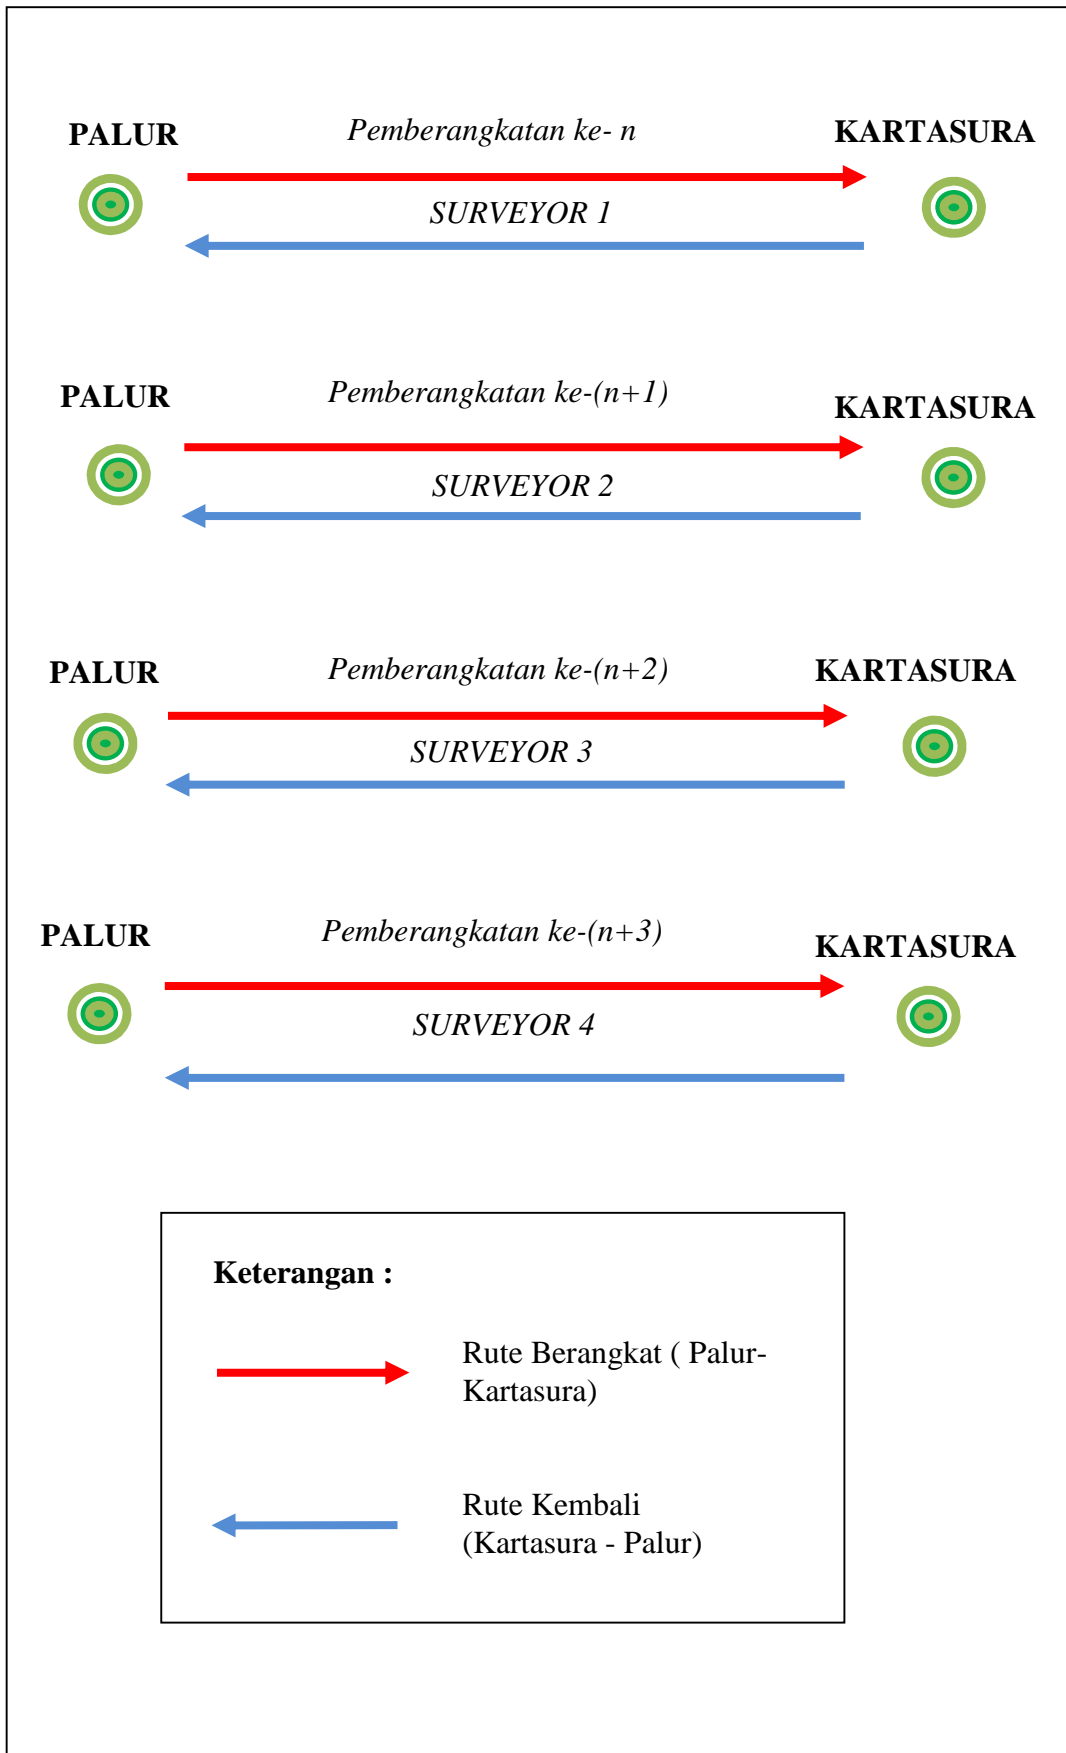 PALUR
Pemberangkatan ke- n
KARTASURA
SURVEYOR 1
PALUR
Pemberangkatan ke-(n+1)
KARTASURA
SURVEYOR 2
PALUR
Pemberangkatan ke-(n+2)
KARTASURA
SURVEYOR 3
PALUR
Pemberangkatan ke-(n+3)
KARTASURA
SURVEYOR 4
Keterangan :
Rute Berangkat ( Palur-
Kartasura)
Rute Kembali
(Kartasura - Palur)